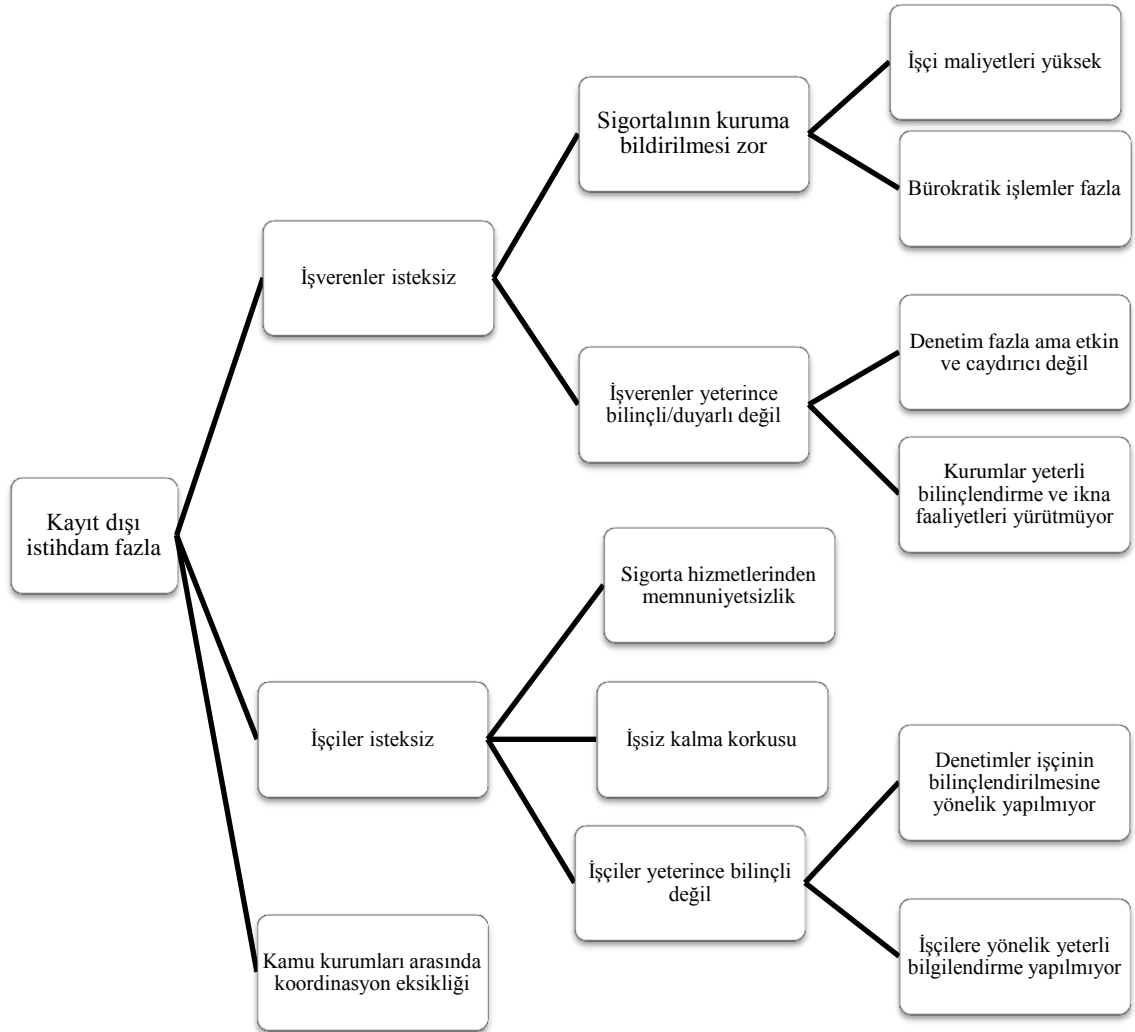 Kayıt dışı
istihdam fazla
İşverenler isteksiz
Sigortalının kuruma
bildirilmesi zor
İşçi maliyetleri yüksek
Bürokratik işlemler fazla
İşverenler yeterince
bilinçli/duyarlı değil
Denetim fazla ama etkin
ve caydırıcı değil
Kurumlar yeterli
bilinçlendirme ve ikna
faaliyetleri yürütmüyor
İşçiler isteksiz
Sigorta hizmetlerinden
memnuniyetsizlik
İşsiz kalma korkusu
İşçiler yeterince bilinçli
değil
Denetimler işçinin
bilinçlendirilmesine
yönelik yapılmıyor
İşçilere yönelik yeterli
bilgilendirme yapılmıyor
Kamu kurumları arasında
koordinasyon eksikliği